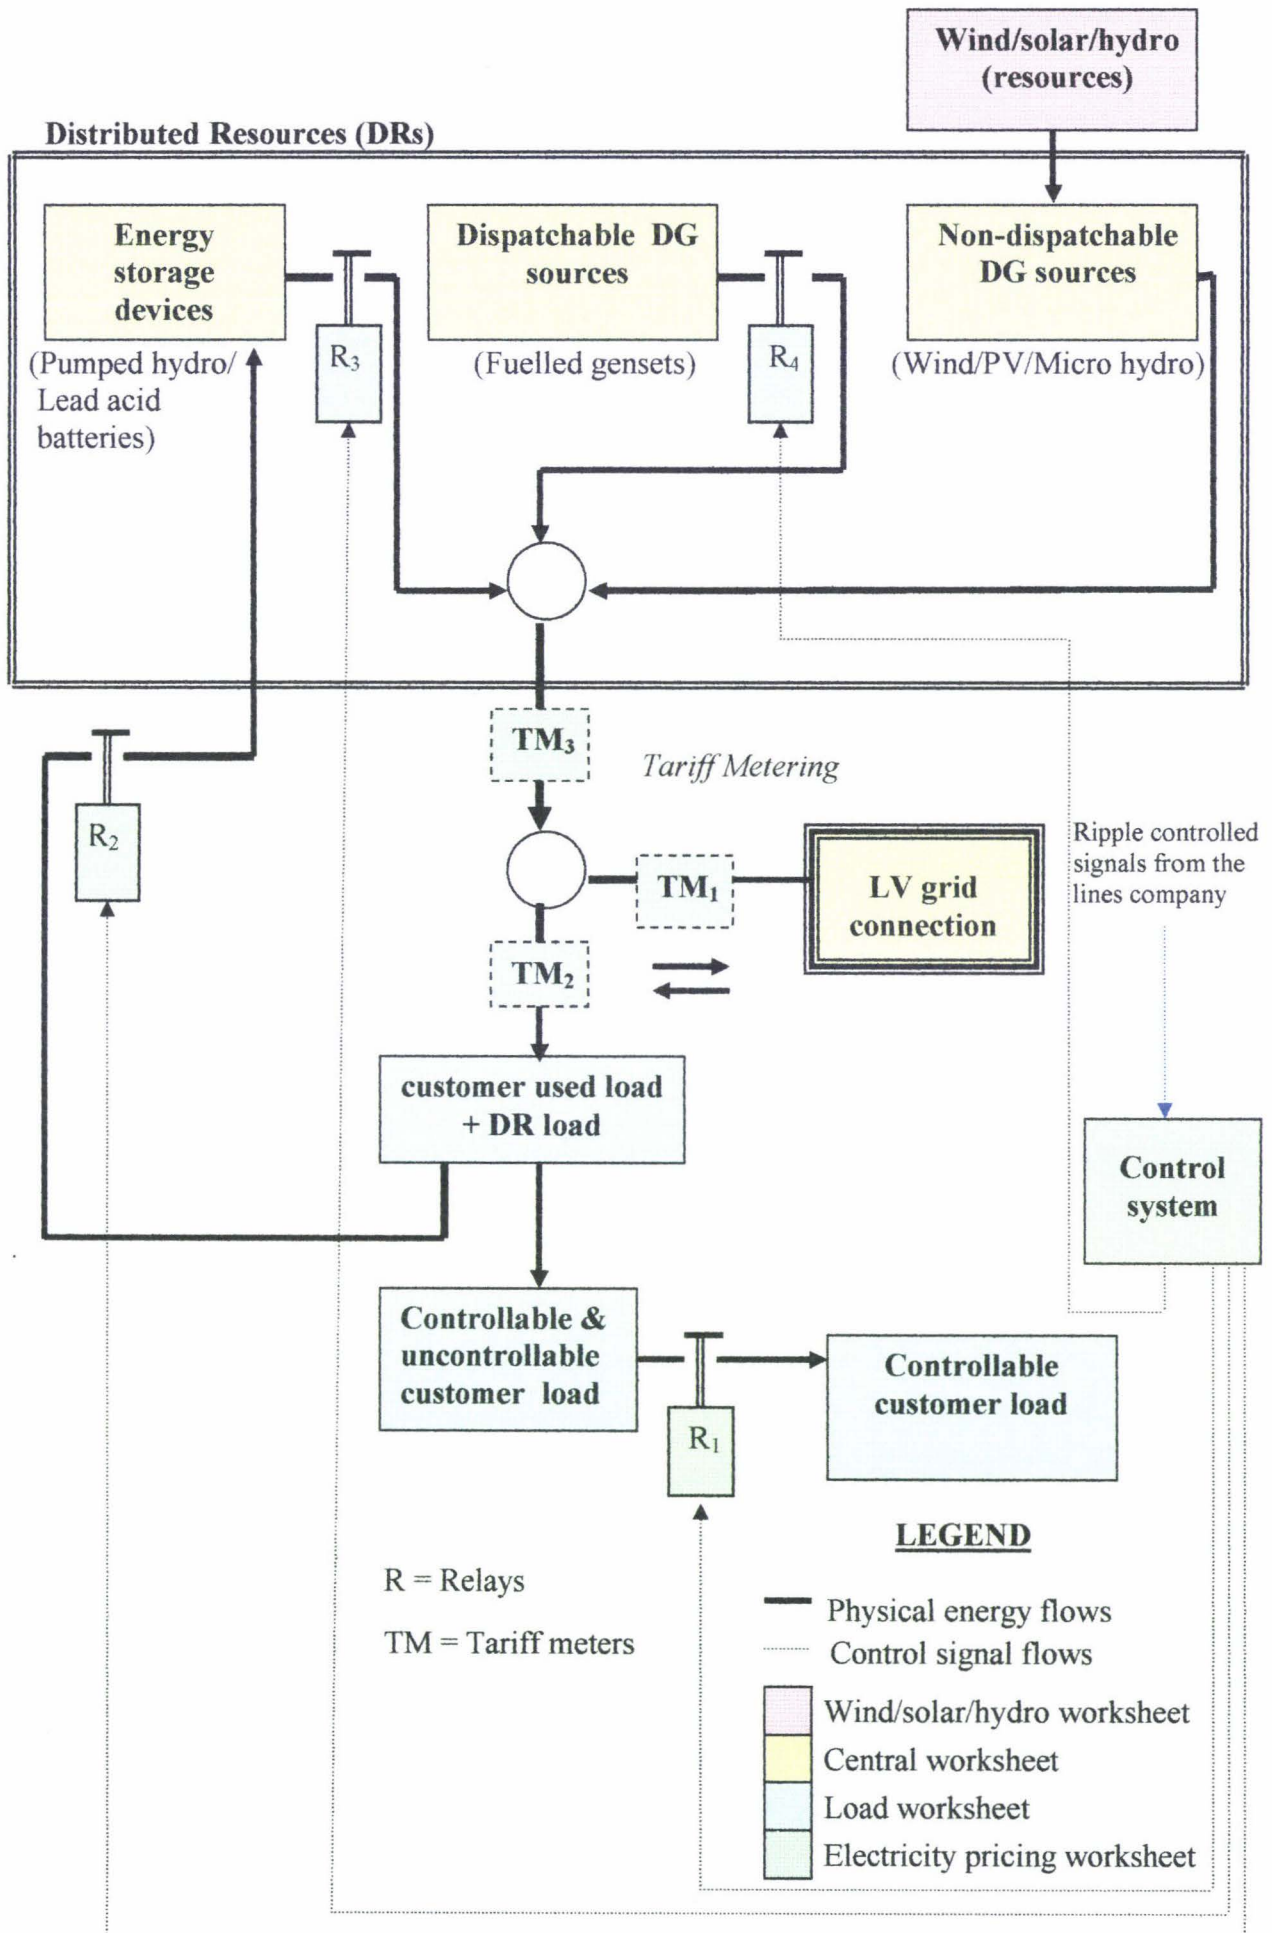 Wind/solar/hydro
(resources)
Distributed Resources (DRs)
Energy
storage
devices
Dispatchable DG
sources
Non-dispatchable
DG sources
(Pumped hydro/
Lead acid
batteries)
R3
(Fuelled gensets)
R4
(Wind/PV/Micro hydro)
TM3
Tariff Metering
R2
TM1
LV grid
connection
Ripple controlled
signals from the
lines company
TM2
customer used load
+ DR load
Control
system
Controllable &
uncontrollable
customer load
R1
Controllable
customer load
LEGEND
R = Relays
TM = Tariff meters
Physical energy flows
Control signal flows
Wind/solar/hydro worksheet
Central worksheet
Load worksheet
Electricity pricing worksheet